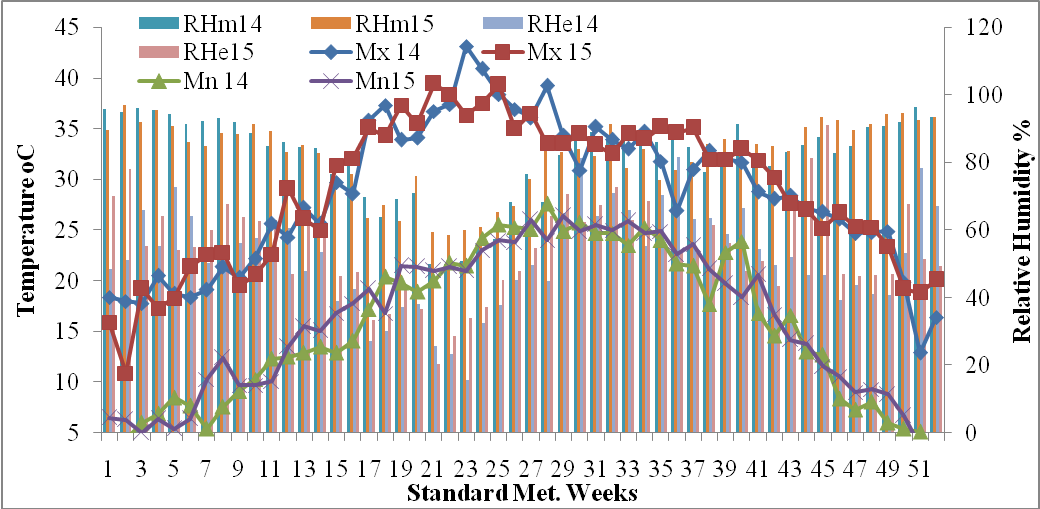 RHm14 RHm15 RHe14
RHe15 Mx 14 Mx 15
Mn 14 Mn15
Temperature oC
45
40
35
30
25
20
15
10
5
120
100
80
60
40
20
0
Relative Humidity %
1 3 5 7 9 11 13 15 17 19 21 23 25 27 29 31 33 35 37 39 41 43 45 47 49 51
Standard Met. Weeks